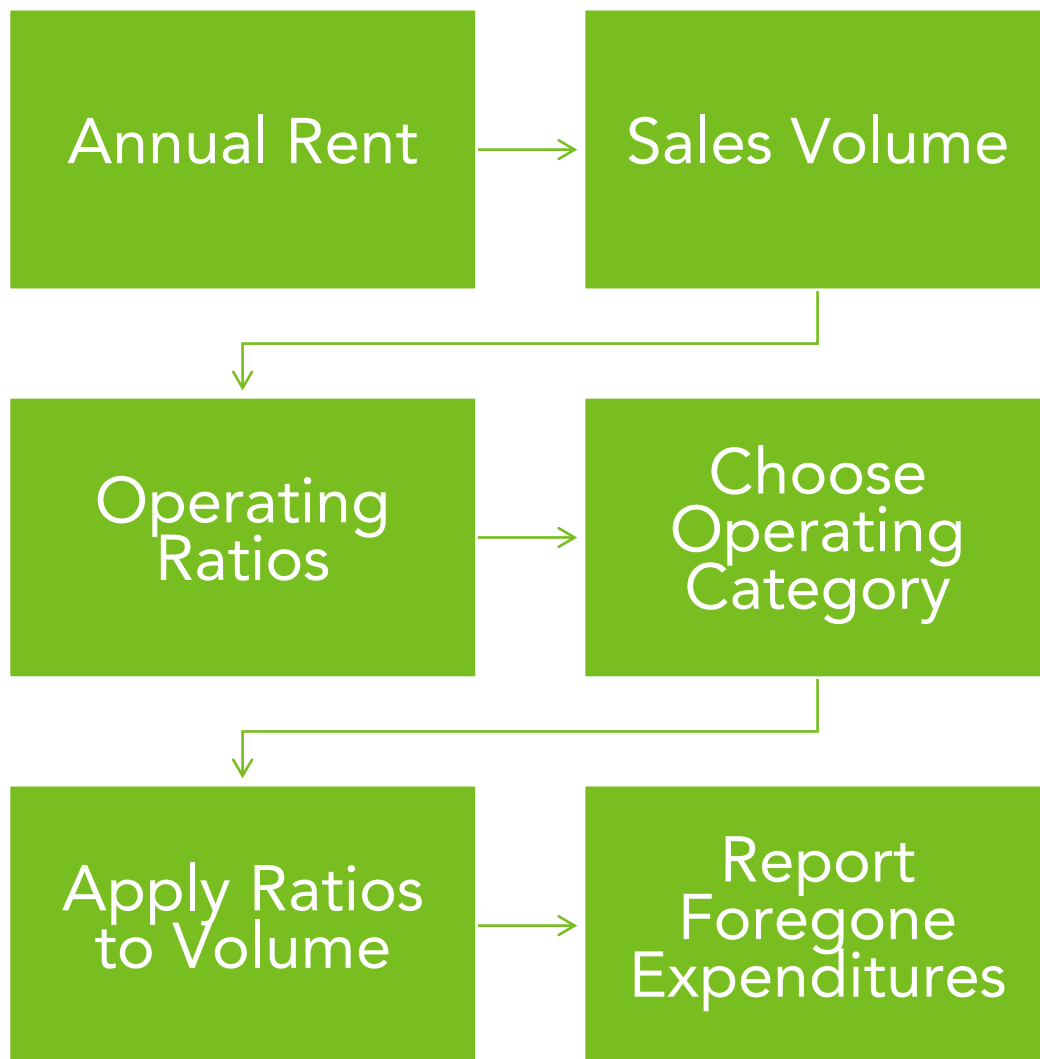 Annual Rent
Sales Volume
Operating
Ratios
Choose
Operating
Category
Apply Ratios
to Volume
Report
Foregone
Expenditures